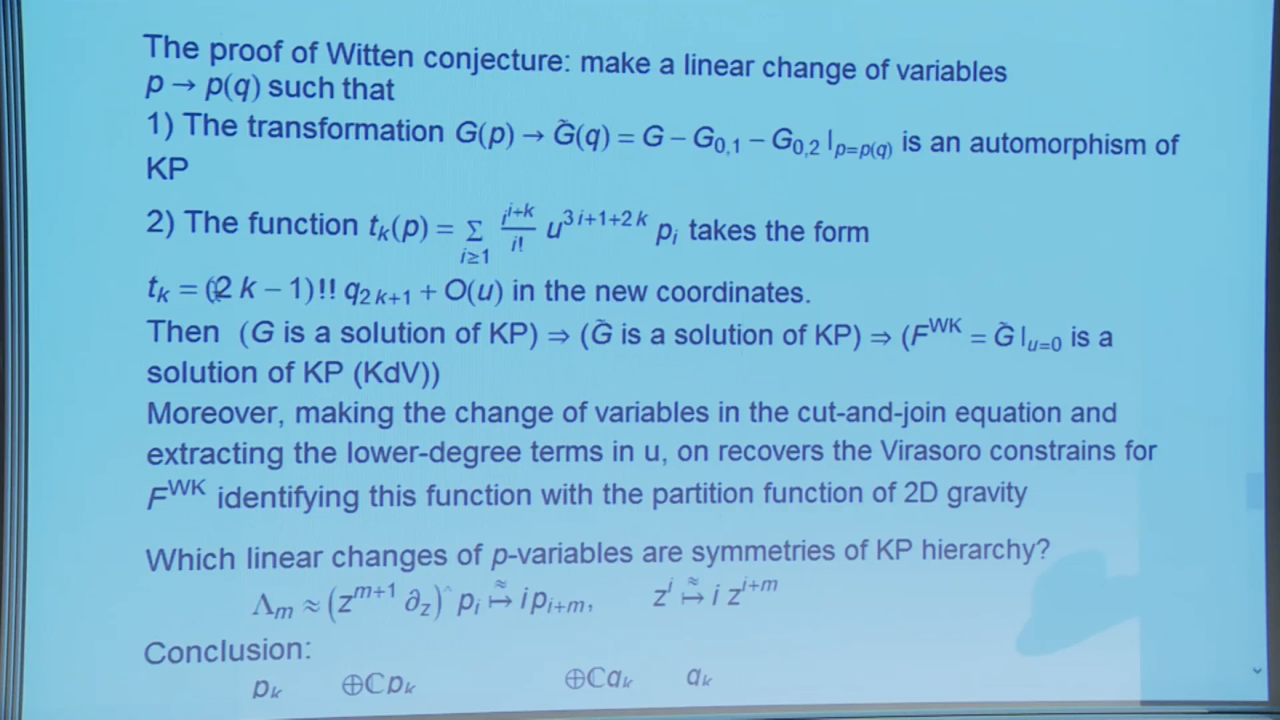 The proof of Witten conjecture: make a linear change of variables
p → p(q) such that
1) The transformation G(p) → G̃(q) = G − G₀,₁ − G₀,₂ |p=p(q) is an automorphism of
KP
2) The function tₖ(p) = Σ i≥1 i^(i+k)/i! u^(3i+1+2k) pᵢ takes the form
tₖ = (2 k − 1)!! q₂ₖ₊₁ + O(u) in the new coordinates.
Then (G is a solution of KP) ⇒ (G̃ is a solution of KP) ⇒ (F^WK = G̃ |u=0 is a
solution of KP (KdV))
Moreover, making the change of variables in the cut-and-join equation and
extracting the lower-degree terms in u, on recovers the Virasoro constrains for
F^WK identifying this function with the partition function of 2D gravity
Which linear changes of p-variables are symmetries of KP hierarchy?
Λₘ ≈ (z^(m+1) ∂z)^ pᵢ ↦̃̃ i pᵢ₊ₘ, z^i ↦̃̃ i z^(i+m)
Conclusion:
pₖ ⊕ℂpₖ ⊕ℂaₖ aₖ